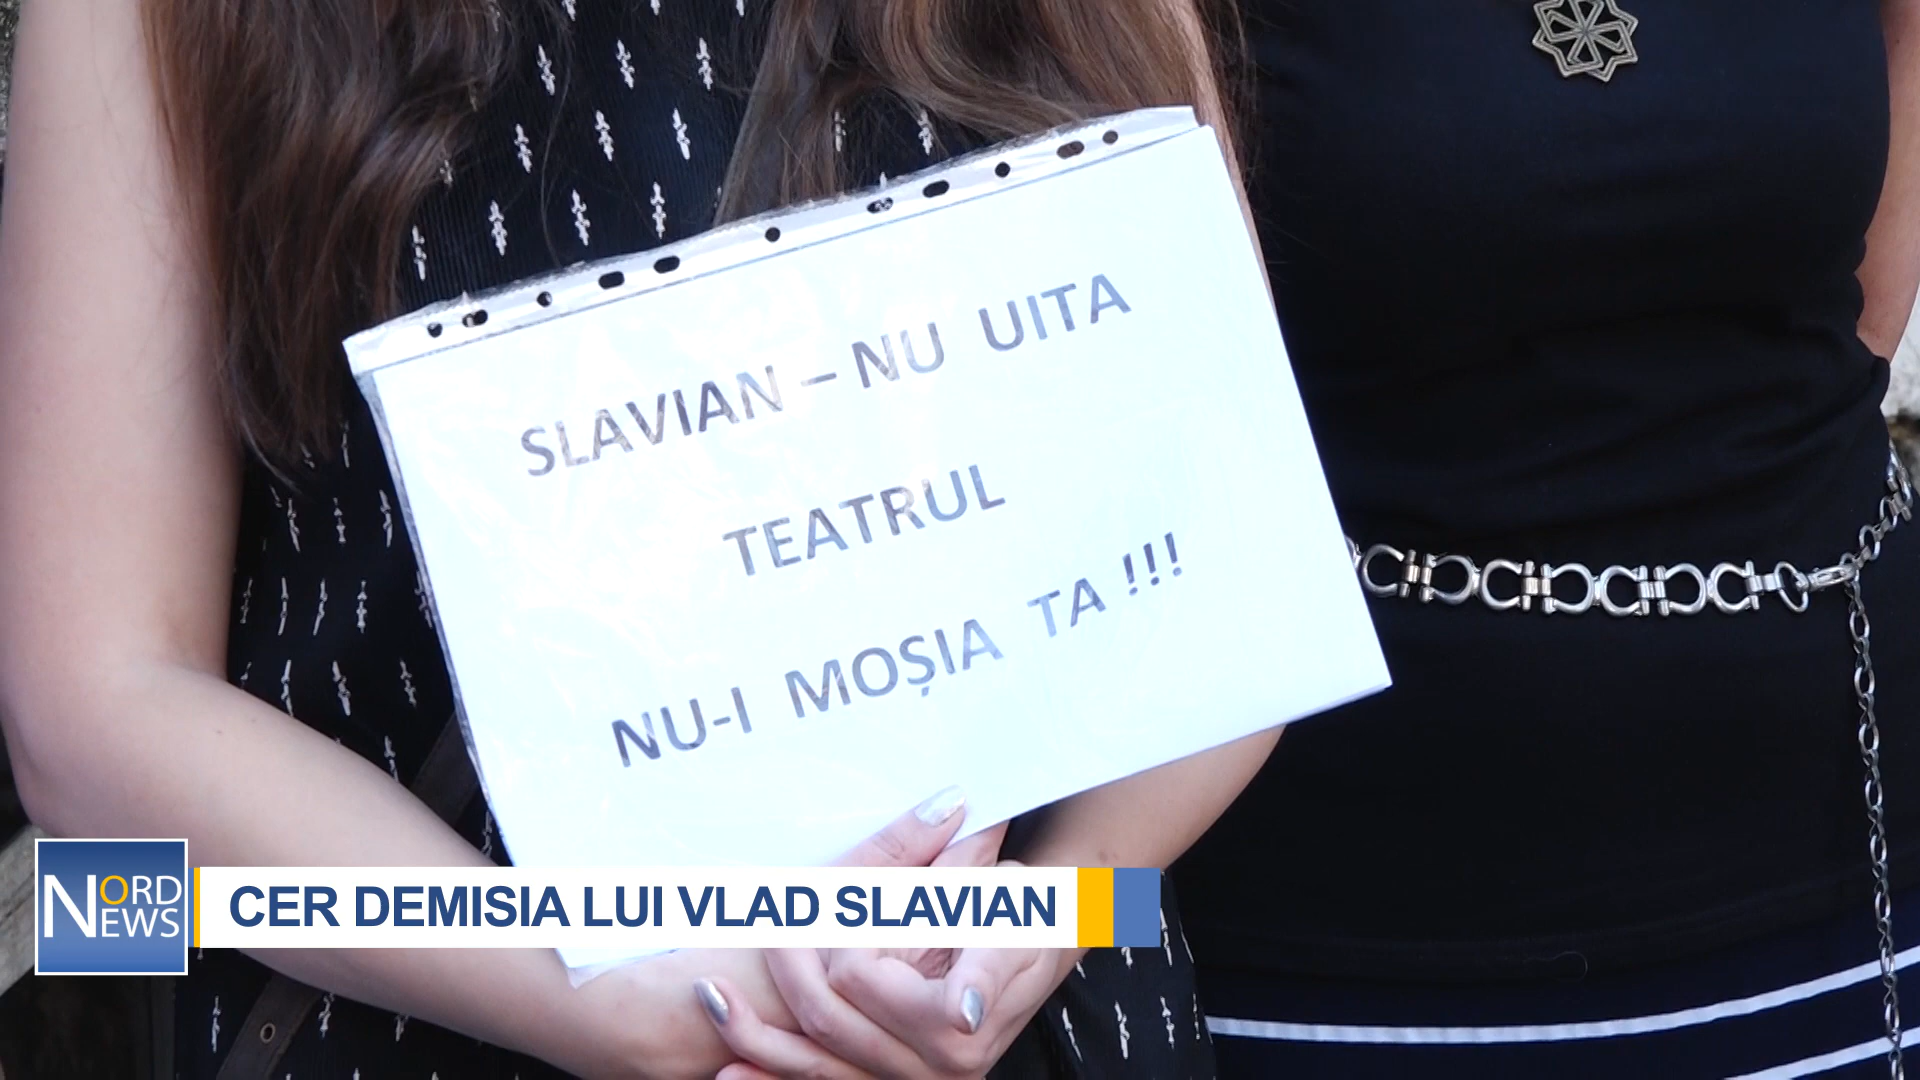 SLAVIAN – NU UITA
TEATRUL
NU-I MOȘIA TA !!!
NORD
NEWS
CER DEMISIA LUI VLAD SLAVIAN